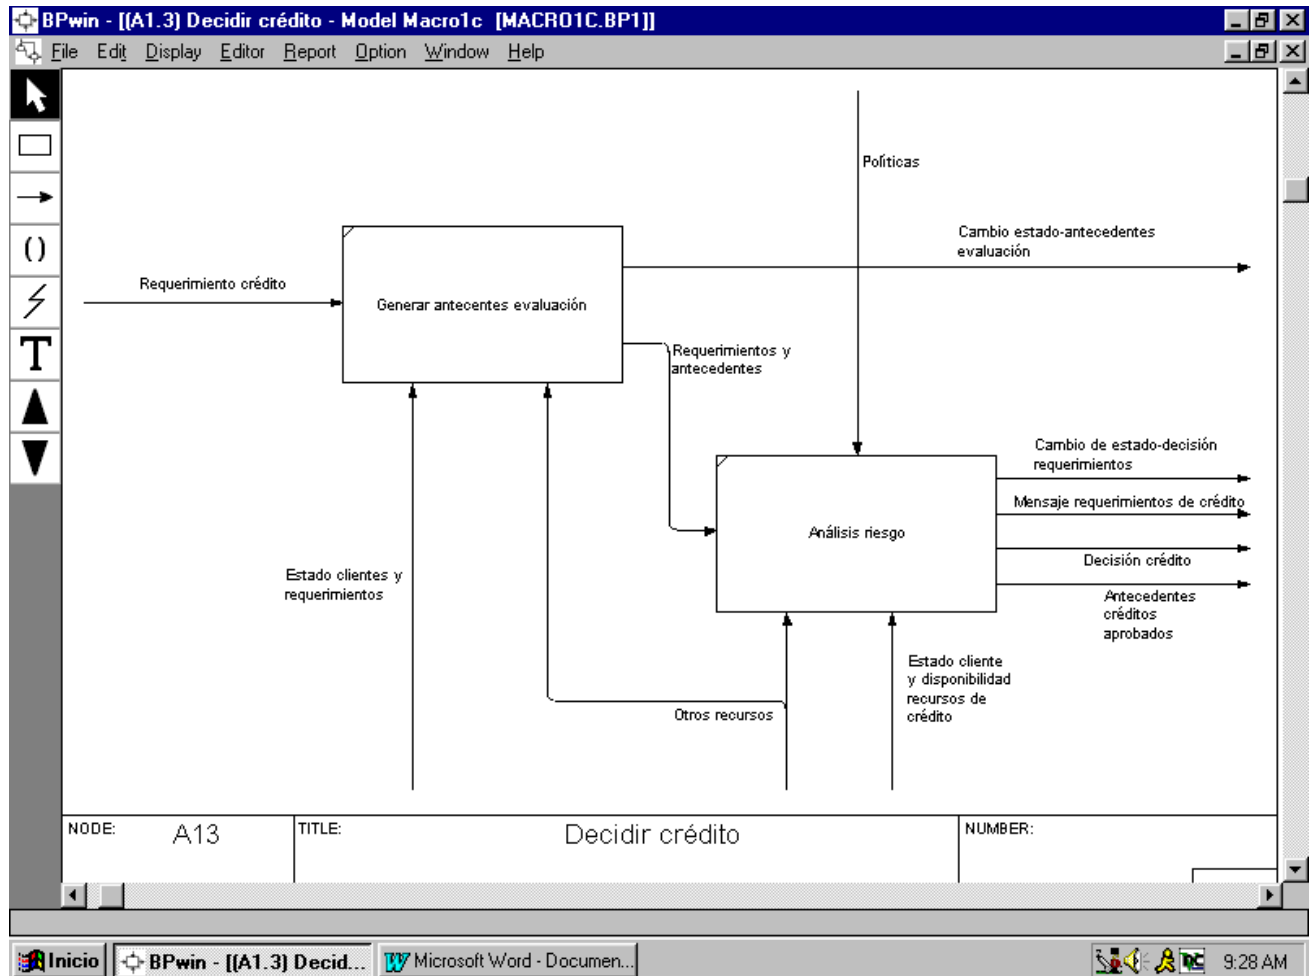 BPwin - [(A1.3) Decidir crédito - Model Macro1c [MACRO1C.BP1]]
File Edit Display Editor Report Option Window Help
Políticas
Cambio estado-antecedentes
evaluación
Requerimiento crédito
Generar antecentes evaluación
Requerimientos y
antecedentes
Cambio de estado-decisión
requerimientos
Mensaje requerimientos de crédito
Análisis riesgo
Decisión crédito
Estado clientes y
requerimientos
Antecedentes
créditos
aprobados
Estado cliente
y disponibilidad
recursos de
crédito
Otros recursos
NODE: A13 TITLE: Decidir crédito NUMBER:
Inicio BPwin - [(A1.3) Decid... Microsoft Word - Documen... 9:28 AM